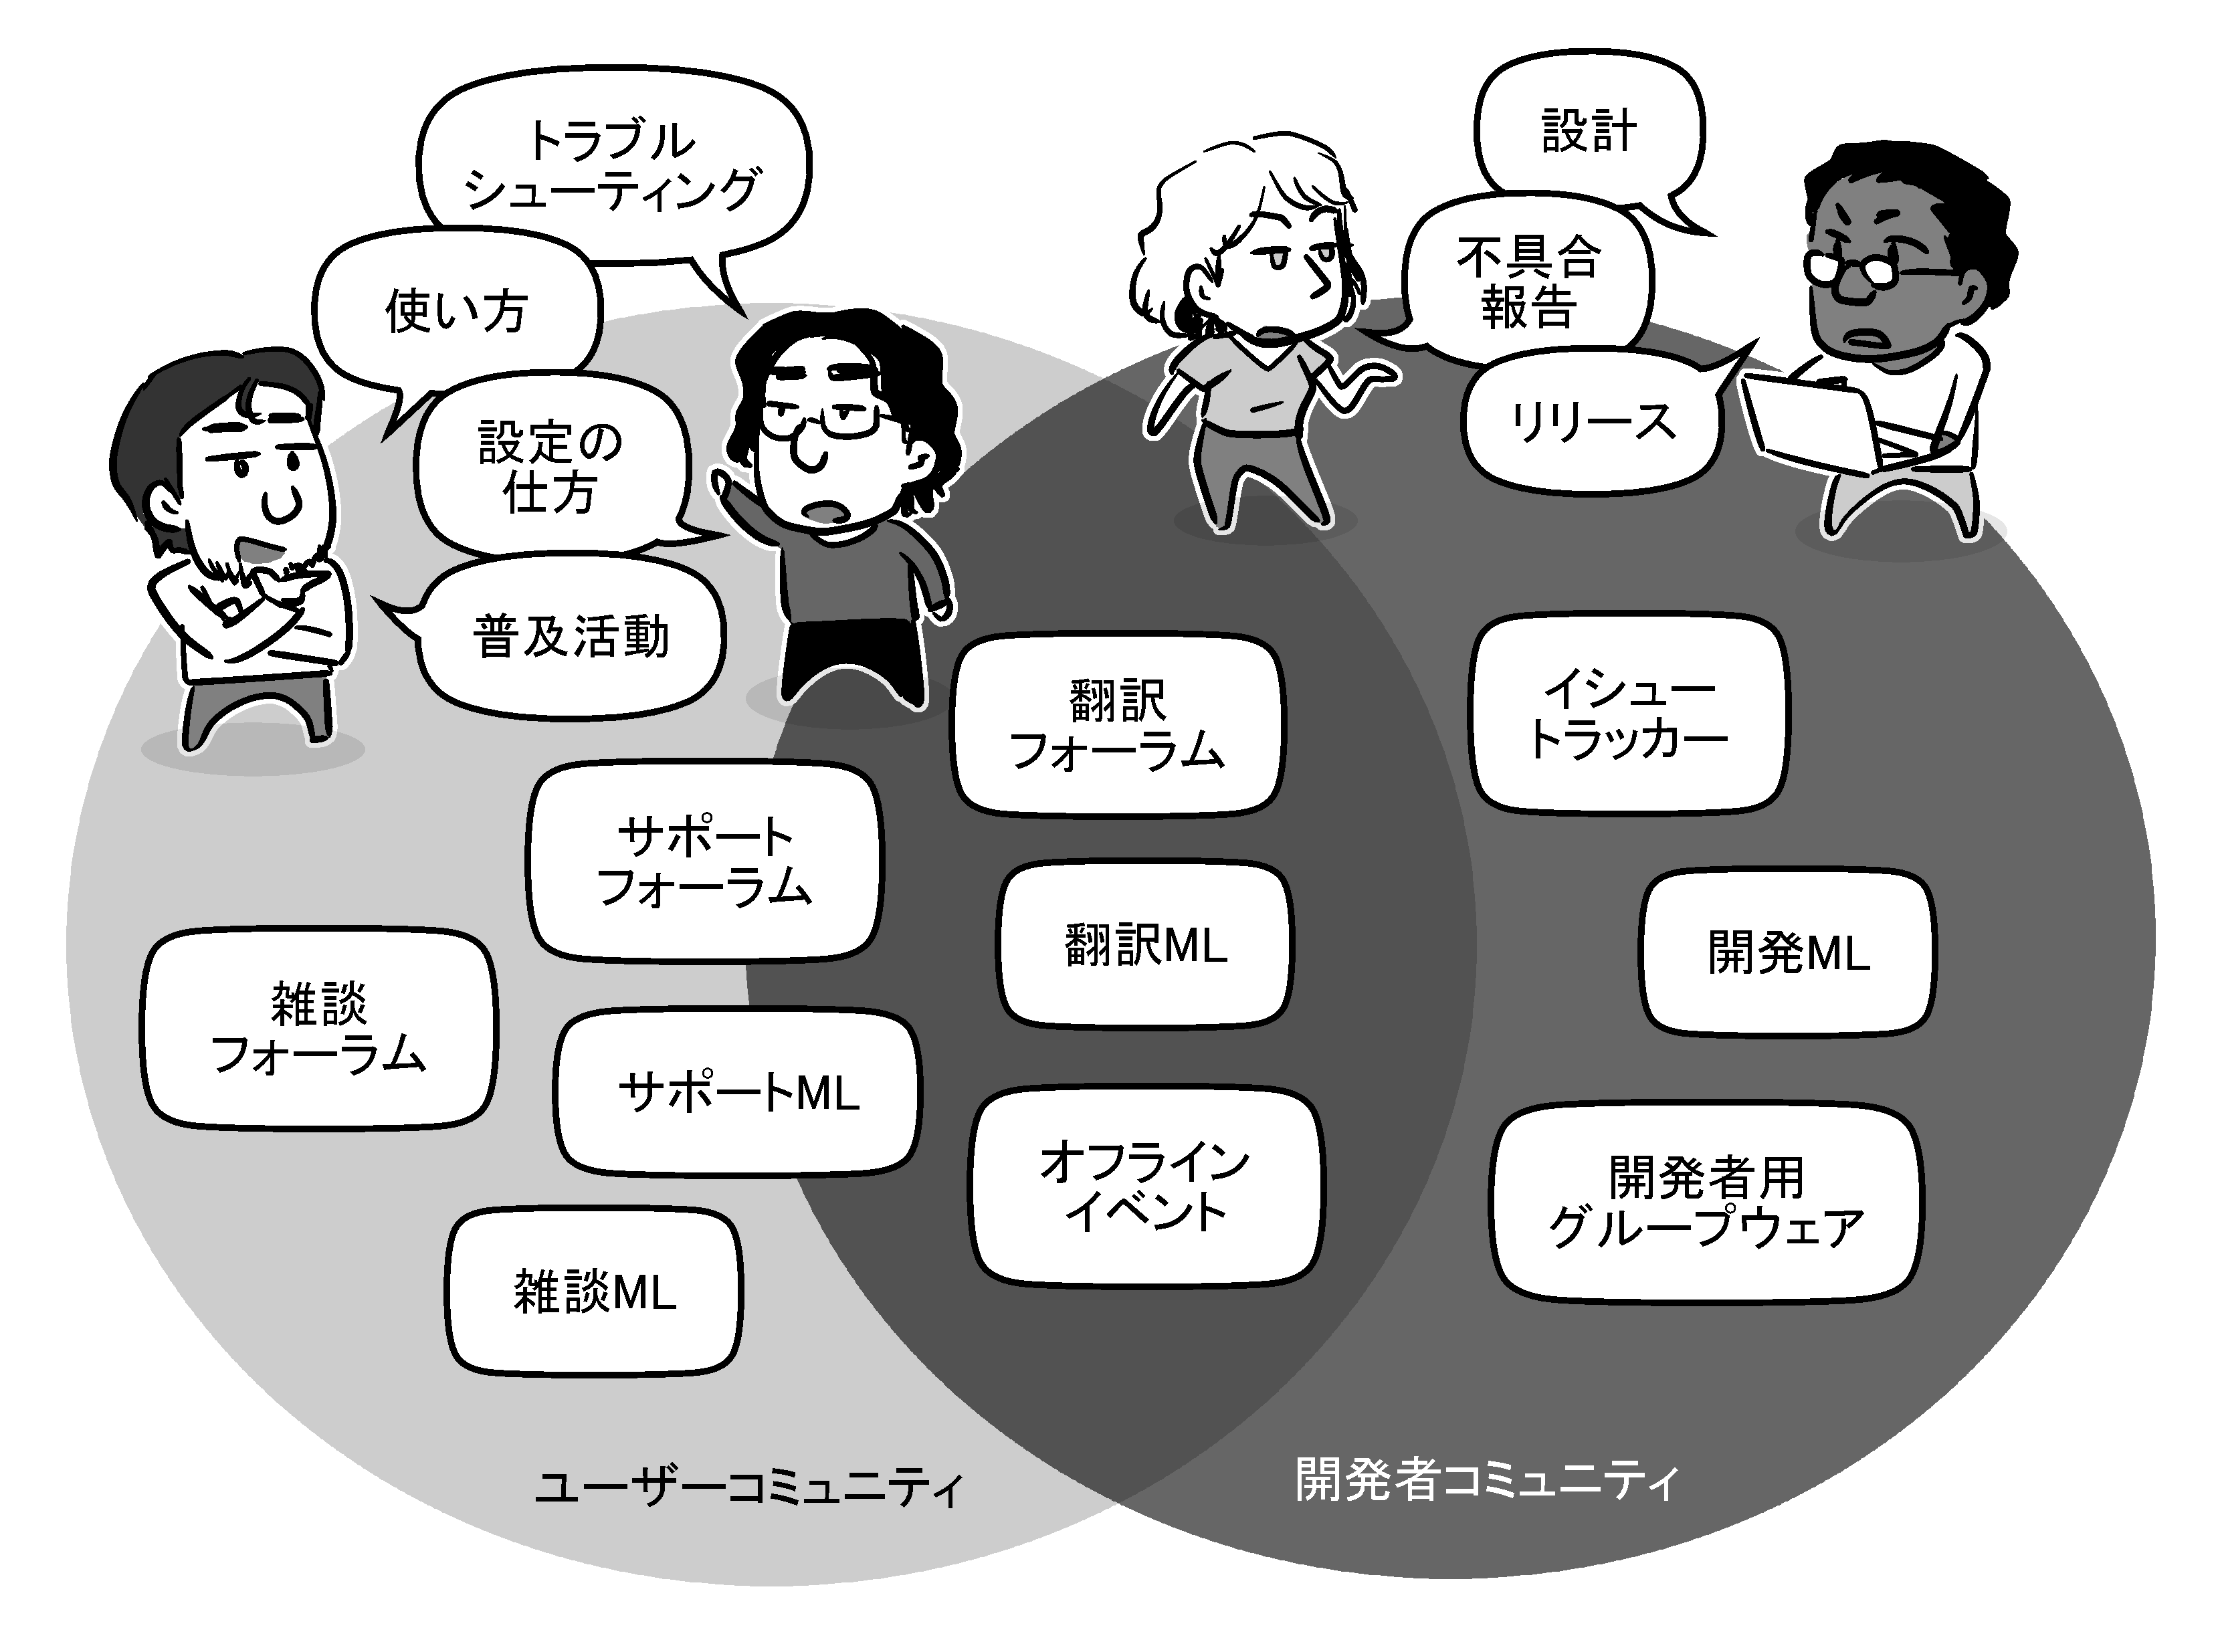 トラブル
シューティング
使い方
設定の
仕方
普及活動
設計
不具合
報告
リリース
翻訳
フォーラム
イシュー
トラッカー
サポート
フォーラム
翻訳ML
開発ML
雑談
フォーラム
サポートML
オフライン
イベント
開発者用
グループウェア
雑談ML
ユーザーコミュニティ
開発者コミュニティ